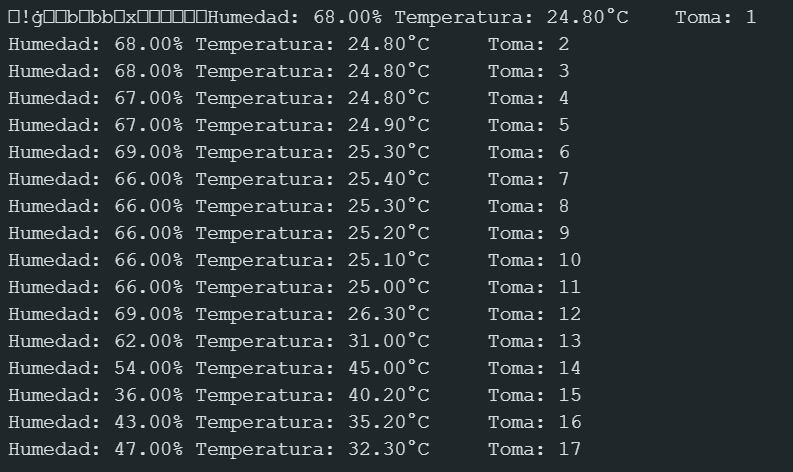 □!ġ□□b□bb□x□□□□□□Humedad: 68.00% Temperatura: 24.80°C    Toma: 1
Humedad: 68.00% Temperatura: 24.80°C     Toma: 2
Humedad: 68.00% Temperatura: 24.80°C     Toma: 3
Humedad: 67.00% Temperatura: 24.80°C     Toma: 4
Humedad: 67.00% Temperatura: 24.90°C     Toma: 5
Humedad: 69.00% Temperatura: 25.30°C     Toma: 6
Humedad: 66.00% Temperatura: 25.40°C     Toma: 7
Humedad: 66.00% Temperatura: 25.30°C     Toma: 8
Humedad: 66.00% Temperatura: 25.20°C     Toma: 9
Humedad: 66.00% Temperatura: 25.10°C     Toma: 10
Humedad: 66.00% Temperatura: 25.00°C     Toma: 11
Humedad: 69.00% Temperatura: 26.30°C     Toma: 12
Humedad: 62.00% Temperatura: 31.00°C     Toma: 13
Humedad: 54.00% Temperatura: 45.00°C     Toma: 14
Humedad: 36.00% Temperatura: 40.20°C     Toma: 15
Humedad: 43.00% Temperatura: 35.20°C     Toma: 16
Humedad: 47.00% Temperatura: 32.30°C     Toma: 17